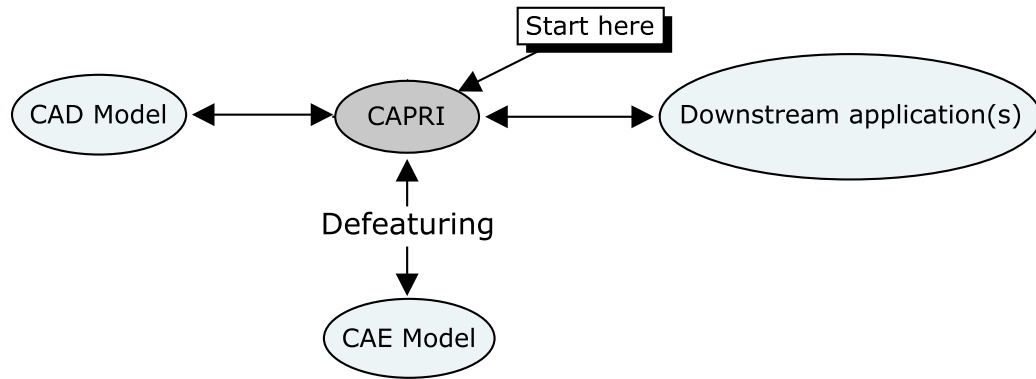 Start here
CAD Model
CAPRI
Downstream application(s)
Defeaturing
CAE Model